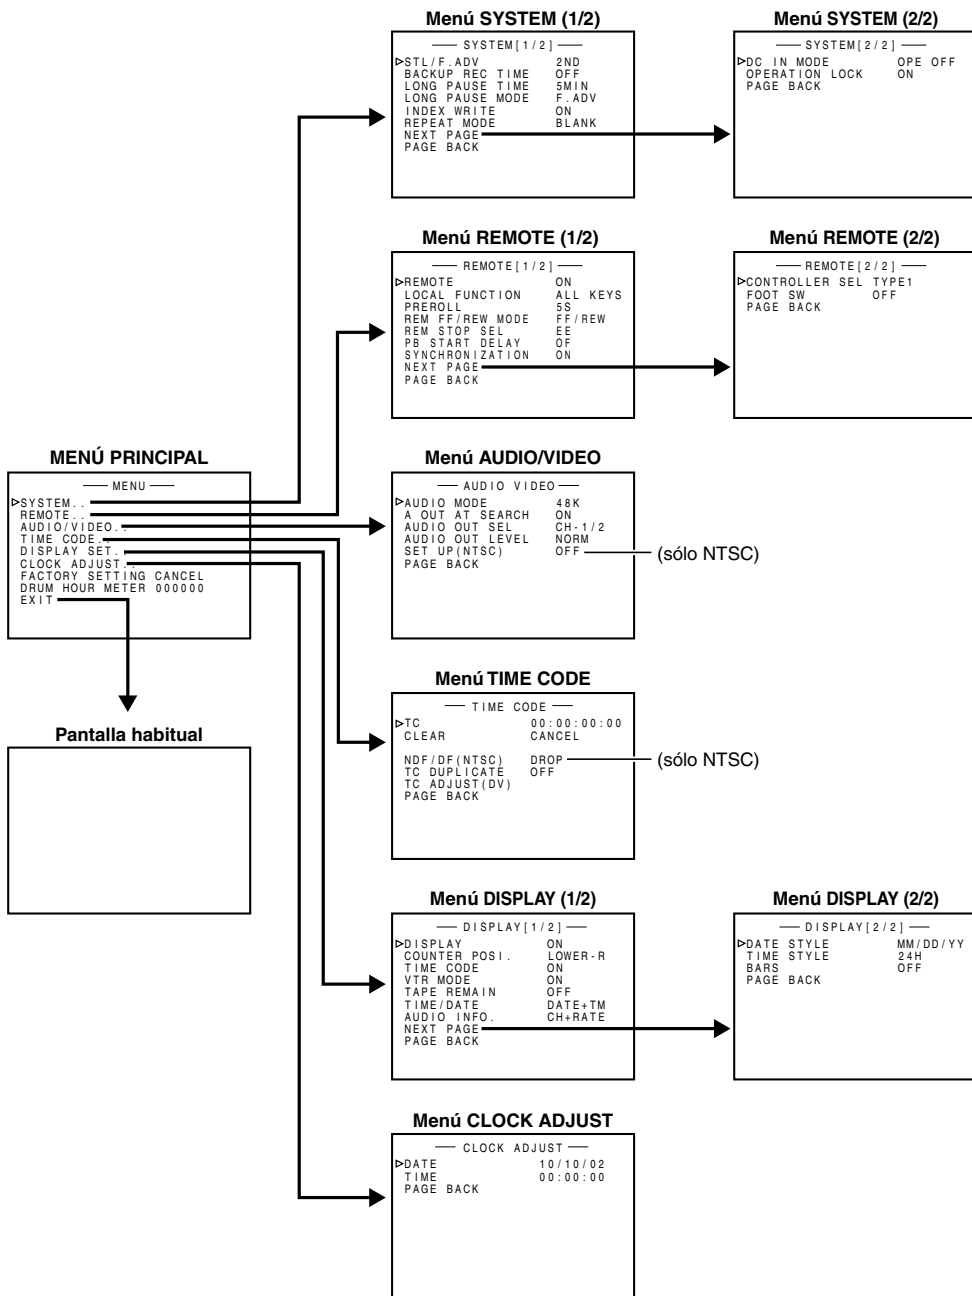 Menú SYSTEM (1/2)
SYSTEM[1/2]
STL/F.ADV 2ND
BACKUP REC TIME OFF
LONG PAUSE TIME 5MIN
LONG PAUSE MODE F.ADV
INDEX WRITE ON
REPEAT MODE BLANK
NEXT PAGE
PAGE BACK
Menú SYSTEM (2/2)
SYSTEM[2/2]
DC IN MODE OPE OFF
OPERATION LOCK ON
PAGE BACK
Menú REMOTE (1/2)
REMOTE[1/2]
REMOTE ON
LOCAL FUNCTION ALL KEYS
PREROLL 5S
REM FF/REW MODE FF/REW
REM STOP SEL EE
PB START DELAY OF
SYNCHRONIZATION ON
NEXT PAGE
PAGE BACK
Menú REMOTE (2/2)
REMOTE[2/2]
CONTROLLER SEL TYPE1
FOOT SW OFF
PAGE BACK
MENÚ PRINCIPAL
MENU
SYSTEM..
REMOTE..
AUDIO/VIDEO..
TIME CODE..
DISPLAY SET.
CLOCK ADJUST..
FACTORY SETTING CANCEL
DRUM HOUR METER 000000
EXIT
Menú AUDIO/VIDEO
AUDIO VIDEO
AUDIO MODE 48K
A OUT AT SEARCH ON
AUDIO OUT SEL CH-1/2
AUDIO OUT LEVEL NORM
SET UP(NTSC) OFF
PAGE BACK
(sólo NTSC)
Pantalla habitual
Menú TIME CODE
TIME CODE
TC 00:00:00:00
CLEAR CANCEL
NDF/DF(NTSC) DROP
TC DUPLICATE OFF
TC ADJUST(DV)
PAGE BACK
(sólo NTSC)
Menú DISPLAY (1/2)
DISPLAY[1/2]
DISPLAY ON
COUNTER POSI. LOWER-R
TIME CODE ON
VTR MODE ON
TAPE REMAIN OFF
TIME/DATE DATE+TM
AUDIO INFO. CH+RATE
NEXT PAGE
PAGE BACK
Menú DISPLAY (2/2)
DISPLAY[2/2]
DATE STYLE MM/DD/YY
TIME STYLE 24H
BARS OFF
PAGE BACK
Menú CLOCK ADJUST
CLOCK ADJUST
DATE 10/10/02
TIME 00:00:00
PAGE BACK